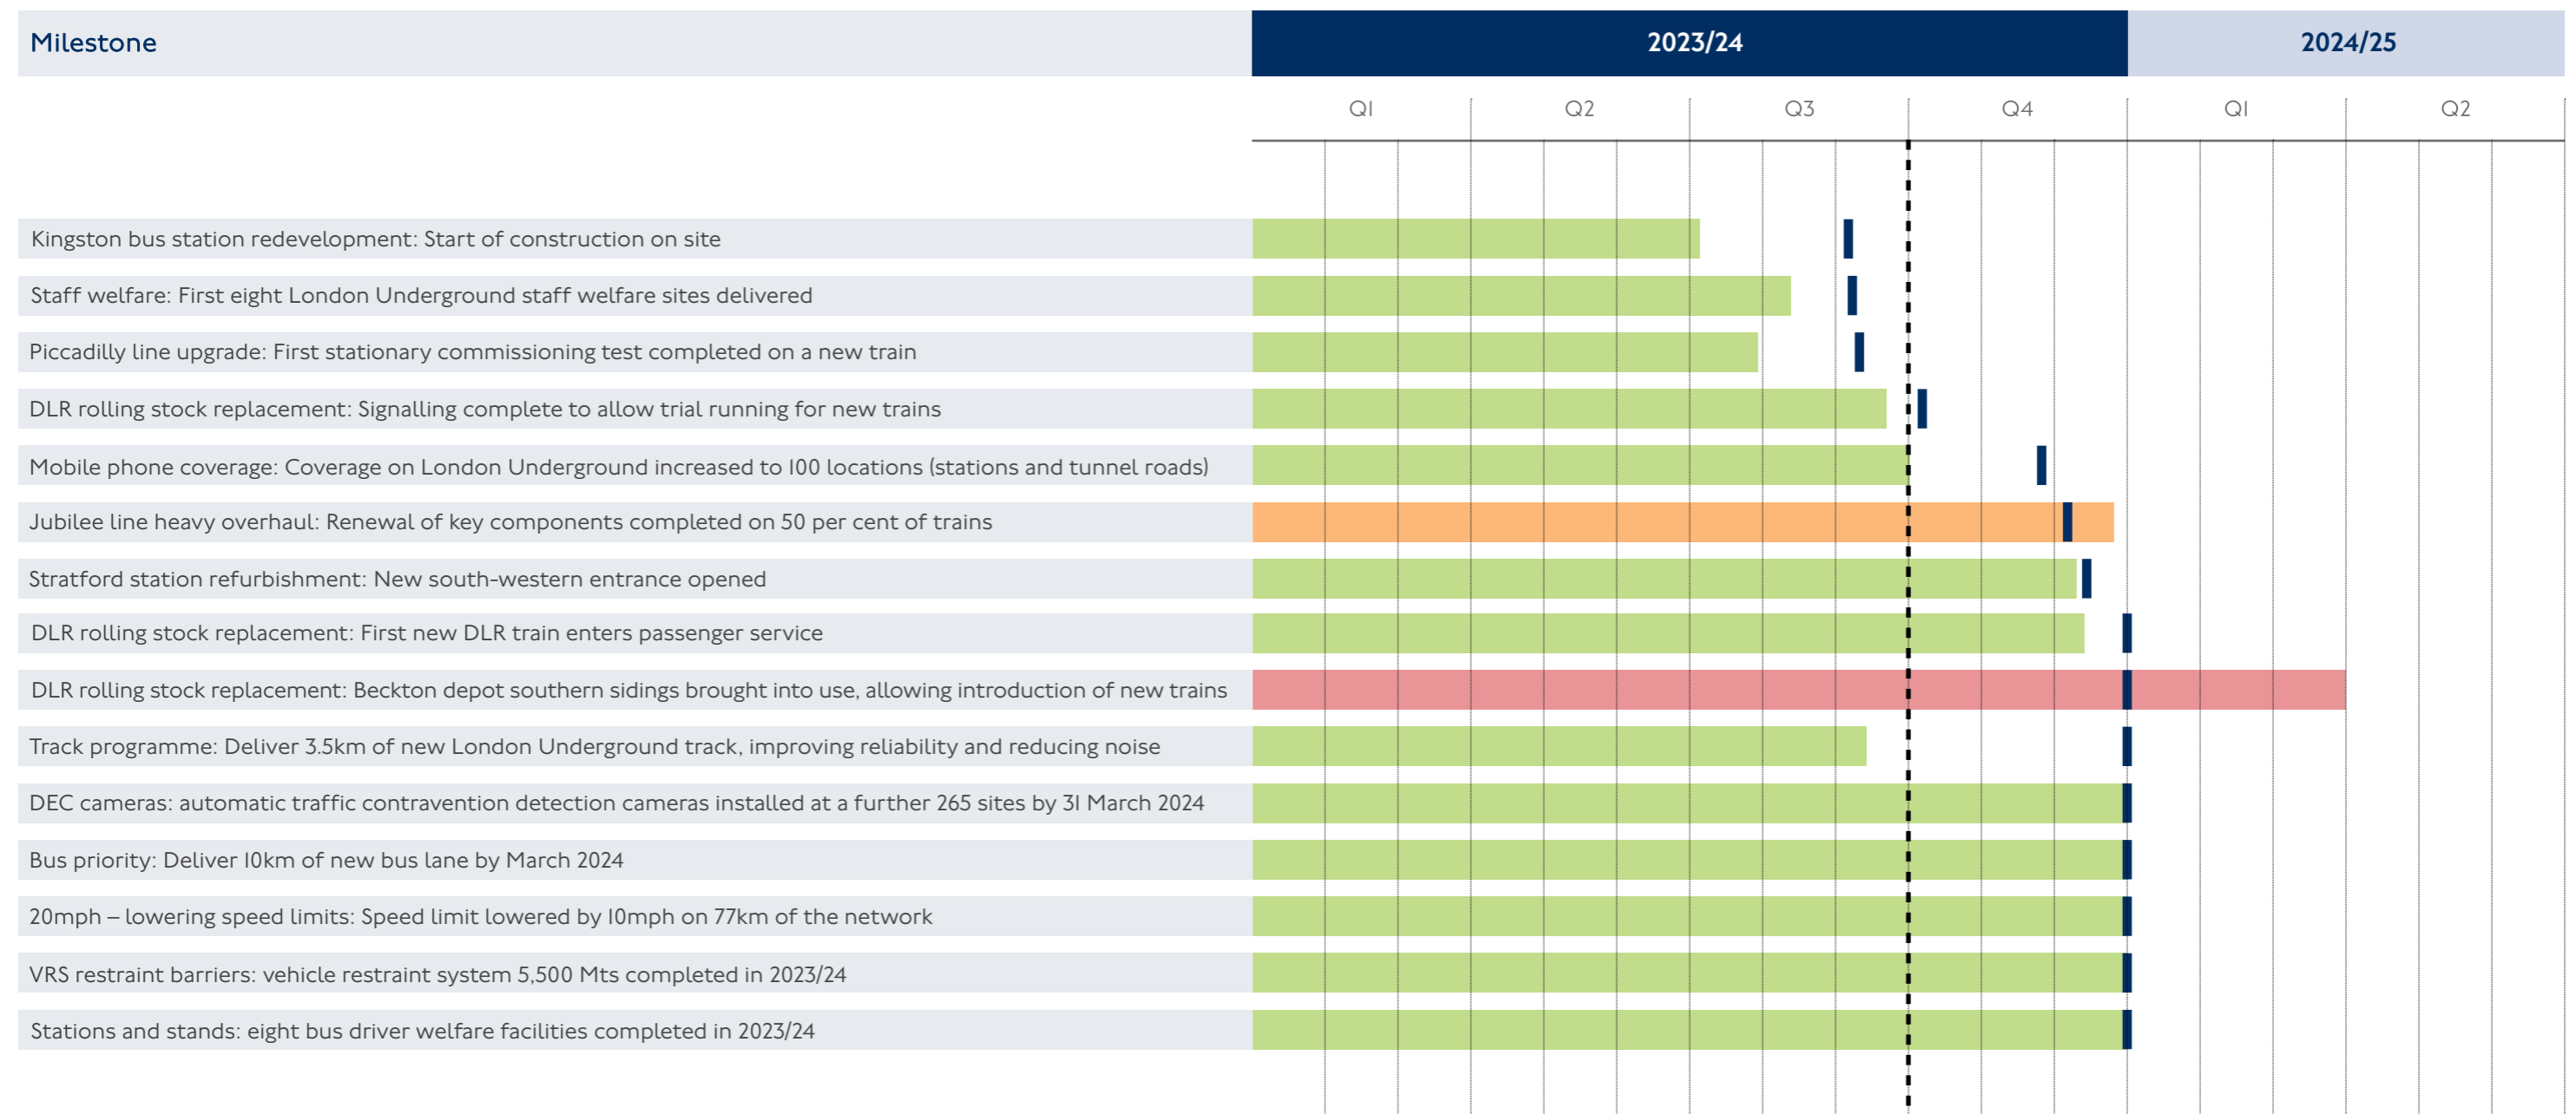 Milestone 2023/24 2024/25
Q1 Q2 Q3 Q4 Q1 Q2
Kingston bus station redevelopment: Start of construction on site
Staff welfare: First eight London Underground staff welfare sites delivered
Piccadilly line upgrade: First stationary commissioning test completed on a new train
DLR rolling stock replacement: Signalling complete to allow trial running for new trains
Mobile phone coverage: Coverage on London Underground increased to 100 locations (stations and tunnel roads)
Jubilee line heavy overhaul: Renewal of key components completed on 50 per cent of trains
Stratford station refurbishment: New south-western entrance opened
DLR rolling stock replacement: First new DLR train enters passenger service
DLR rolling stock replacement: Beckton depot southern sidings brought into use, allowing introduction of new trains
Track programme: Deliver 3.5km of new London Underground track, improving reliability and reducing noise
DEC cameras: automatic traffic contravention detection cameras installed at a further 265 sites by 31 March 2024
Bus priority: Deliver 10km of new bus lane by March 2024
20mph – lowering speed limits: Speed limit lowered by 10mph on 77km of the network
VRS restraint barriers: vehicle restraint system 5,500 Mts completed in 2023/24
Stations and stands: eight bus driver welfare facilities completed in 2023/24